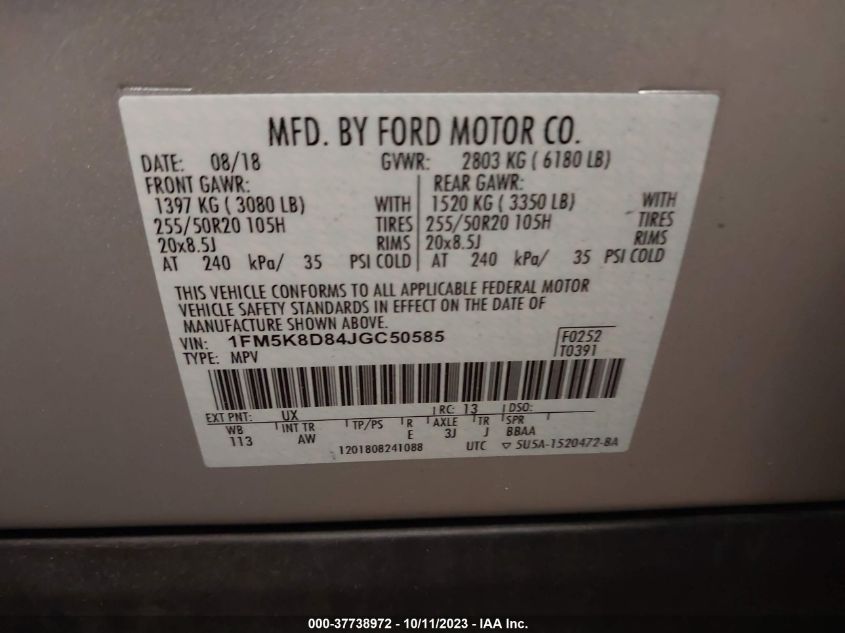 MFD. BY FORD MOTOR CO.
DATE: 08/18 GVWR: 2803 KG ( 6180 LB)
FRONT GAWR: REAR GAWR:
1397 KG ( 3080 LB) WITH 1520 KG ( 3350 LB) WITH
255/50R20 105H TIRES 255/50R20 105H TIRES
20x8.5J RIMS 20x8.5J RIMS
AT 240 kPa/ 35 PSI COLD AT 240 kPa/ 35 PSI COLD
THIS VEHICLE CONFORMS TO ALL APPLICABLE FEDERAL MOTOR
VEHICLE SAFETY STANDARDS IN EFFECT ON THE DATE OF
MANUFACTURE SHOWN ABOVE.
VIN: 1FM5K8D84JGC50585 F0252
TYPE: MPV T0391
EXT PNT: UX RC: 13 DSO:
WB INT TR TP/PS R AXLE TR SPR
113 AW E 3J J BBAA
1201808241088 UTC ▽ 5U5A-1520472-BA
000-37738972 - 10/11/2023 - IAA Inc.